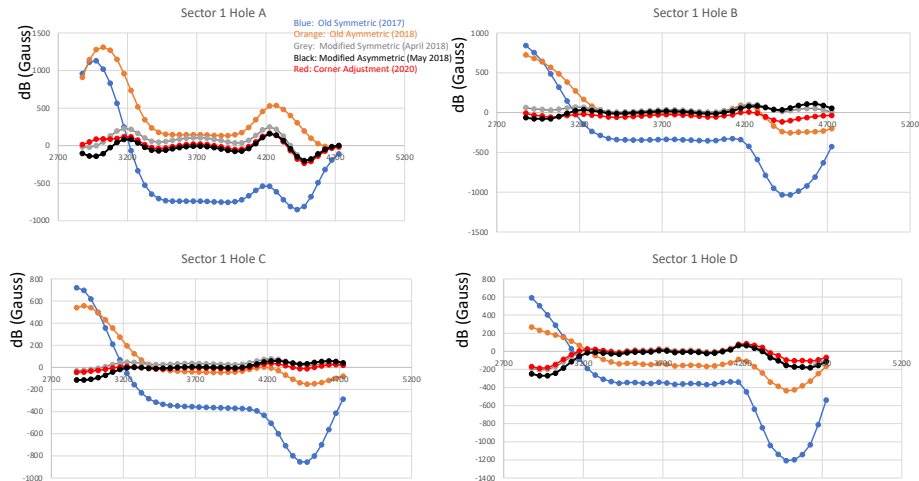 Sector 1 Hole A
Blue: Old Symmetric (2017)
Orange: Old Aymmetric (2018)
Grey: Modified Symmetric (April 2018)
Black: Modified Asymmetric (May 2018)
Red: Corner Adjustment (2020)
dB (Gauss)
1500
1000
500
0
-500
-1000
2700 3200 3700 4200 4700 5200
Sector 1 Hole B
dB (Gauss)
1000
500
0
-500
-1000
-1500
2700 3200 3700 4200 4700 5200
Sector 1 Hole C
dB (Gauss)
800
600
400
200
0
-200
-400
-600
-800
-1000
2700 3200 3700 4200 4700 5200
Sector 1 Hole D
dB (Gauss)
800
600
400
200
0
-200
-400
-600
-800
-1000
-1200
-1400
2700 3200 3700 4200 4700 5200